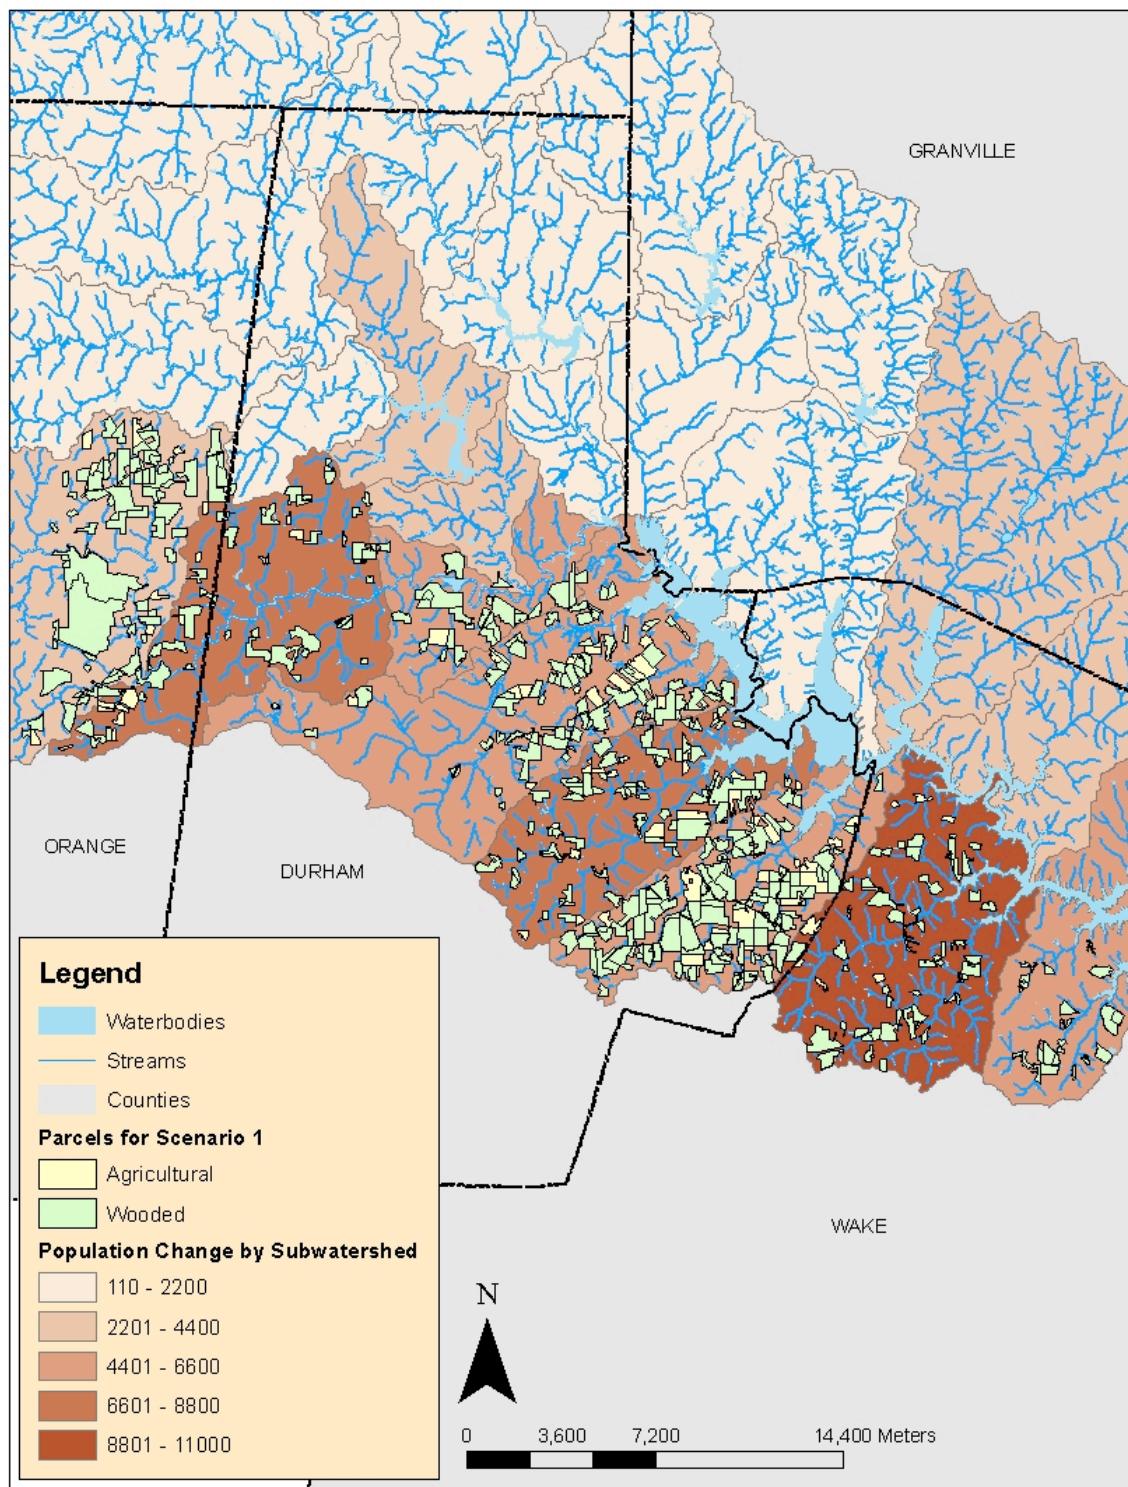 GRANVILLE
ORANGE
DURHAM
Legend
Waterbodies
Streams
Counties
Parcels for Scenario 1
Agricultural
Wooded
Population Change by Subwatershed
110 - 2200
2201 - 4400
4401 - 6600
6601 - 8800
8801 - 11000
WAKE
N
0 3,600 7,200 14,400 Meters